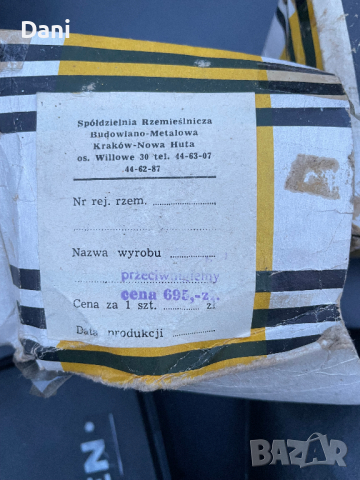 Dani
Spółdzielnia Rzemieślnicza
Budowlano-Metalowa
Kraków-Nowa Huta
os. Willowe 30 tel. 44-63-07
44-62-87
Nr rej. rzem.
Nazwa wyrobu
cena 695,-zł.
Cena za 1 szt. zł
Data produkcji
EN
BAZAR